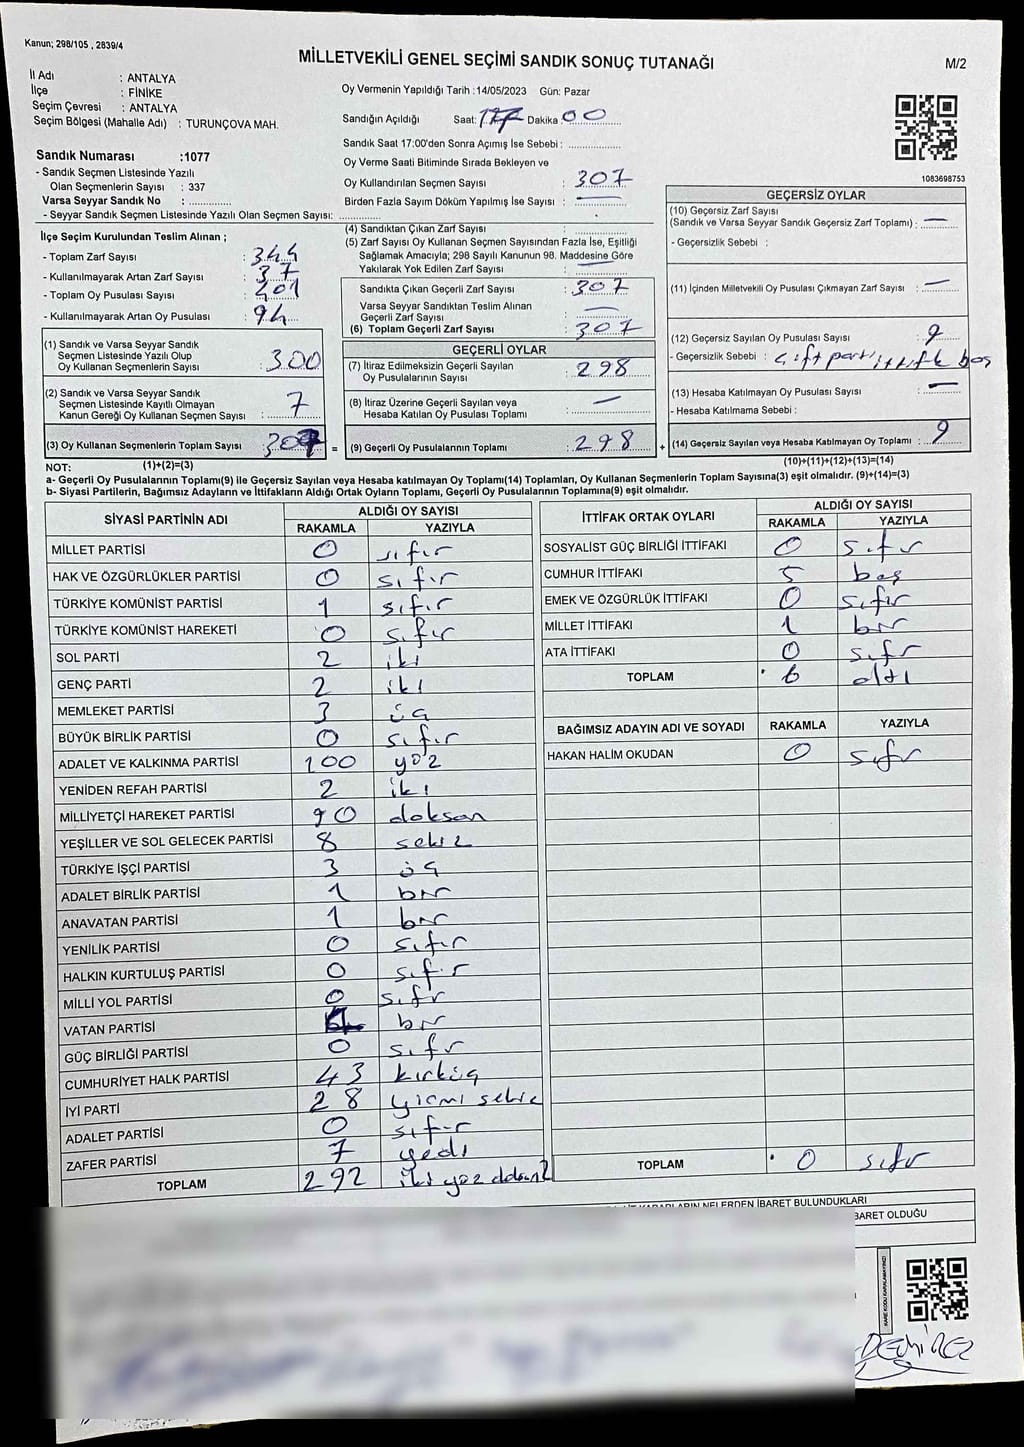 Kanun; 298/105 , 2839/4
MİLLETVEKİLİ GENEL SEÇİMİ SANDIK SONUÇ TUTANAĞI
M/2
İl Adı : ANTALYA
İlçe : FİNİKE
Seçim Çevresi : ANTALYA
Seçim Bölgesi (Mahalle Adı) : TURUNÇOVA MAH.
Oy Vermenin Yapıldığı Tarih :14/05/2023 Gün: Pazar
Sandığın Açıldığı Saat: 17 Dakika 00
Sandık Saat 17:00'den Sonra Açımış İse Sebebi :
Sandık Numarası :1077
- Sandık Seçmen Listesinde Yazılı
Olan Seçmenlerin Sayısı : 337
Varsa Seyyar Sandık No :
- Seyyar Sandık Seçmen Listesinde Yazılı Olan Seçmen Sayısı:
Oy Verme Saati Bitiminde Sırada Bekleyen ve
Oy Kullandırılan Seçmen Sayısı : 307
Birden Fazla Sayım Döküm Yapılmış İse Sayısı : —
1083698753
İlçe Seçim Kurulundan Teslim Alınan ;
- Toplam Zarf Sayısı : 344
- Kullanılmayarak Artan Zarf Sayısı : 37
- Toplam Oy Pusulası Sayısı : 401
- Kullanılmayarak Artan Oy Pusulası : 94
(4) Sandıktan Çıkan Zarf Sayısı :
(5) Zarf Sayısı Oy Kullanan Seçmen Sayısından Fazla İse, Eşitliği
Sağlamak Amacıyla; 298 Sayılı Kanunun 98. Maddesine Göre
Yakılarak Yok Edilen Zarf Sayısı : —
Sandıkta Çıkan Geçerli Zarf Sayısı : 307
Varsa Seyyar Sandıktan Teslim Alınan
Geçerli Zarf Sayısı : —
(6) Toplam Geçerli Zarf Sayısı : 307
GEÇERSİZ OYLAR
(10) Geçersiz Zarf Sayısı
(Sandık ve Varsa Seyyar Sandık Geçersiz Zarf Toplamı) : —
- Geçersizlik Sebebi :
(11) İçinden Milletvekili Oy Pusulası Çıkmayan Zarf Sayısı : —
(12) Geçersiz Sayılan Oy Pusulası Sayısı : 9
- Geçersizlik Sebebi : çift parti, ittifk boş
(13) Hesaba Katılmayan Oy Pusulası Sayısı : —
- Hesaba Katılmama Sebebi :
(14) Geçersiz Sayılan veya Hesaba Katılmayan Oy Toplamı : 9
(10)+(11)+(12)+(13)=(14)
(1) Sandık ve Varsa Seyyar Sandık
Seçmen Listesinde Yazılı Olup
Oy Kullanan Seçmenlerin Sayısı : 300
(2) Sandık ve Varsa Seyyar Sandık
Seçmen Listesinde Kayıtlı Olmayan
Kanun Gereği Oy Kullanan Seçmen Sayısı : 7
(3) Oy Kullanan Seçmenlerin Toplam Sayısı : 307 =
(1)+(2)=(3)
GEÇERLİ OYLAR
(7) İtiraz Edilmeksizin Geçerli Sayılan
Oy Pusulalarının Sayısı : 298
(8) İtiraz Üzerine Geçerli Sayılan veya
Hesaba Katılan Oy Pusulası Toplamı : —
(9) Geçerli Oy Pusulalarının Toplamı : 298 +
NOT:
a- Geçerli Oy Pusulalarının Toplamı(9) ile Geçersiz Sayılan veya Hesaba katılmayan Oy Toplamı(14) Toplamları, Oy Kullanan Seçmenlerin Toplam Sayısına(3) eşit olmalıdır. (9)+(14)=(3)
b- Siyasi Partilerin, Bağımsız Adayların ve İttifakların Aldığı Ortak Oyların Toplamı, Geçerli Oy Pusulalarının Toplamına(9) eşit olmalıdır.
SİYASİ PARTİNİN ADI ALDIĞI OY SAYISI
RAKAMLA YAZIYLA
MİLLET PARTİSİ 0 sıfır
HAK VE ÖZGÜRLÜKLER PARTİSİ 0 sıfır
TÜRKİYE KOMÜNİST PARTİSİ 1 sıfır
TÜRKİYE KOMÜNİST HAREKETİ 0 sıfır
SOL PARTİ 2 iki
GENÇ PARTİ 2 iki
MEMLEKET PARTİSİ 3 üç
BÜYÜK BİRLİK PARTİSİ 0 sıfır
ADALET VE KALKINMA PARTİSİ 100 yöz
YENİDEN REFAH PARTİSİ 2 iki
MİLLİYETÇİ HAREKET PARTİSİ 90 doksan
YEŞİLLER VE SOL GELECEK PARTİSİ 8 sekiz
TÜRKİYE İŞÇİ PARTİSİ 3 üç
ADALET BİRLİK PARTİSİ 1 bir
ANAVATAN PARTİSİ 1 bir
YENİLİK PARTİSİ 0 sıfır
HALKIN KURTULUŞ PARTİSİ 0 sıfır
MİLLİ YOL PARTİSİ 0 sıfır
VATAN PARTİSİ bir
GÜÇ BİRLİĞİ PARTİSİ 0 sıfır
CUMHURİYET HALK PARTİSİ 43 kırküç
İYİ PARTİ 28 yirmi sekiz
ADALET PARTİSİ 0 sıfır
ZAFER PARTİSİ 7 yedi
TOPLAM 292 iki yöz doksan2
İTTİFAK ORTAK OYLARI ALDIĞI OY SAYISI
RAKAMLA YAZIYLA
SOSYALİST GÜÇ BİRLİĞİ İTTİFAKI 0 sıfır
CUMHUR İTTİFAKI 5 beş
EMEK VE ÖZGÜRLÜK İTTİFAKI 0 sıfır
MİLLET İTTİFAKI 1 bir
ATA İTTİFAKI 0 sıfır
TOPLAM 6 altı
BAĞIMSIZ ADAYIN ADI VE SOYADI RAKAMLA YAZIYLA
HAKAN HALİM OKUDAN 0 sıfır
TOPLAM 0 sıfır
KARARLARIN NELERDEN İBARET BULUNDUKLARI
BARET OLDUĞU
KARE KODU KARALAMAYINIZ!
DEMİREZ